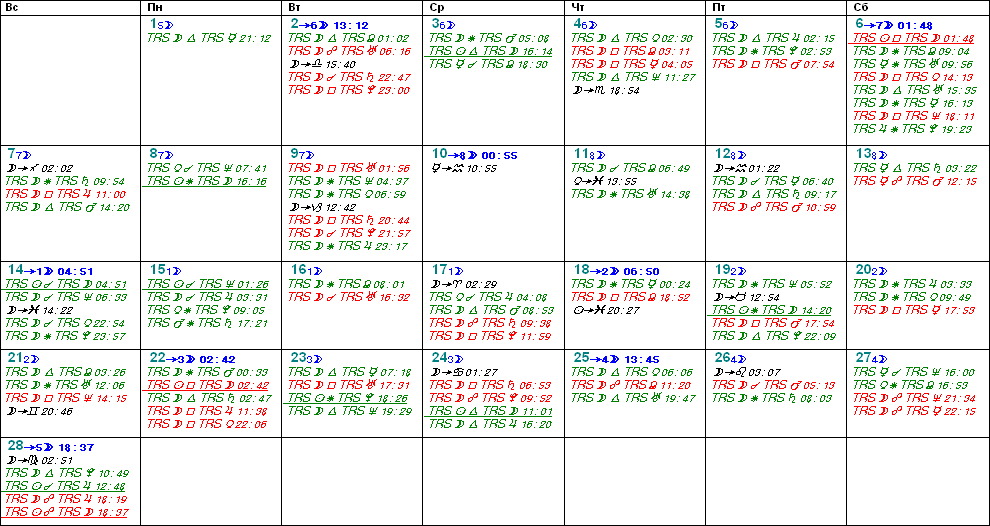 Вс Пн Вт Ср Чт Пт Сб
1 5☽
TRS ☽ △ TRS ☿ 21:12
2→6☽ 13:12
TRS ☽ △ TRS ☊ 01:02
TRS ☽ ☍ TRS ♅ 06:16
☽→♎ 15:40
TRS ☽ ☌ TRS ♄ 22:47
TRS ☽ □ TRS ♇ 23:00
3 6☽
TRS ☽ ⚹ TRS ♂ 05:08
TRS ☉ △ TRS ☽ 16:14
TRS ☿ ☌ TRS ☊ 18:30
4 6☽
TRS ☽ △ TRS ♀ 02:30
TRS ☽ □ TRS ☊ 03:11
TRS ☽ □ TRS ☿ 04:05
TRS ☽ △ TRS ♆ 11:27
☽→♏ 18:54
5 6☽
TRS ☽ △ TRS ♃ 02:15
TRS ☽ ⚹ TRS ♇ 02:53
TRS ☽ □ TRS ♂ 07:54
6→7☽ 01:48
TRS ☉ □ TRS ☽ 01:48
TRS ☽ ⚹ TRS ☊ 09:04
TRS ☿ ⚹ TRS ♅ 09:56
TRS ☽ □ TRS ♀ 14:13
TRS ☽ △ TRS ♅ 15:35
TRS ☽ ⚹ TRS ☿ 16:13
TRS ☽ □ TRS ♆ 18:11
TRS ♃ ⚹ TRS ♇ 19:23
7 7☽
☽→♐ 02:02
TRS ☽ ⚹ TRS ♄ 09:54
TRS ☽ □ TRS ♃ 11:00
TRS ☽ △ TRS ♂ 14:20
8 7☽
TRS ♀ ☌ TRS ♆ 07:41
TRS ☉ ⚹ TRS ☽ 16:16
9 7☽
TRS ☽ □ TRS ♅ 01:56
TRS ☽ ⚹ TRS ♆ 04:37
TRS ☽ ⚹ TRS ♀ 06:59
☽→♑ 12:42
TRS ☽ □ TRS ♄ 20:44
TRS ☽ ☌ TRS ♇ 21:57
TRS ☽ ⚹ TRS ♃ 23:17
10→8☽ 00:55
☿→♒ 10:55
11 8☽
TRS ☽ ☌ TRS ☊ 06:49
♀→♓ 13:55
TRS ☽ ⚹ TRS ♅ 14:38
12 8☽
☽→♒ 01:22
TRS ☽ ☌ TRS ☿ 06:40
TRS ☽ △ TRS ♄ 09:17
TRS ☽ ☍ TRS ♂ 10:59
13 8☽
TRS ☿ △ TRS ♄ 03:22
TRS ☿ ☍ TRS ♂ 12:15
14→1☽ 04:51
TRS ☉ ☌ TRS ☽ 04:51
TRS ☽ ☌ TRS ♆ 06:33
☽→♓ 14:22
TRS ☽ ☌ TRS ♀ 22:54
TRS ☽ ⚹ TRS ♇ 23:57
15 1☽
TRS ☉ ☌ TRS ♆ 01:26
TRS ☽ ☌ TRS ♃ 03:31
TRS ♀ ⚹ TRS ♇ 09:05
TRS ♂ ⚹ TRS ♄ 17:21
16 1☽
TRS ☽ ⚹ TRS ☊ 08:01
TRS ☽ ☌ TRS ♅ 16:32
17 1☽
☽→♈ 02:29
TRS ♀ ☌ TRS ♃ 04:08
TRS ☽ △ TRS ♂ 08:53
TRS ☽ ☍ TRS ♄ 09:38
TRS ☽ □ TRS ♇ 11:59
18→2☽ 06:50
TRS ☽ ⚹ TRS ☿ 00:24
TRS ☽ □ TRS ☊ 18:52
☉→♓ 20:27
19 2☽
TRS ☽ ⚹ TRS ♆ 05:52
☽→♉ 12:54
TRS ☉ ⚹ TRS ☽ 14:20
TRS ☽ □ TRS ♂ 17:54
TRS ☽ △ TRS ♇ 22:09
20 2☽
TRS ☽ ⚹ TRS ♃ 03:33
TRS ☽ ⚹ TRS ♀ 09:49
TRS ☽ □ TRS ☿ 17:53
21 2☽
TRS ☽ △ TRS ☊ 03:26
TRS ☽ ⚹ TRS ♅ 12:06
TRS ☽ □ TRS ♆ 14:15
☽→♊ 20:46
22→3☽ 02:42
TRS ☽ ⚹ TRS ♂ 00:33
TRS ☉ □ TRS ☽ 02:42
TRS ☽ △ TRS ♄ 02:47
TRS ☽ □ TRS ♃ 11:38
TRS ☽ □ TRS ♀ 22:06
23 3☽
TRS ☽ △ TRS ☿ 07:18
TRS ☽ □ TRS ♅ 17:31
TRS ☉ ⚹ TRS ♇ 18:26
TRS ☽ △ TRS ♆ 19:29
24 3☽
☽→♋ 01:27
TRS ☽ □ TRS ♄ 06:53
TRS ☽ ☍ TRS ♇ 09:52
TRS ☉ △ TRS ☽ 11:01
TRS ☽ △ TRS ♃ 16:20
25→4☽ 13:45
TRS ☽ △ TRS ♀ 06:06
TRS ☽ ☍ TRS ☊ 11:20
TRS ☽ △ TRS ♅ 19:47
26 4☽
☽→♌ 03:07
TRS ☽ ☌ TRS ♂ 05:13
TRS ☽ ⚹ TRS ♄ 08:03
27 4☽
TRS ☿ ☌ TRS ♆ 16:00
TRS ♀ ⚹ TRS ☊ 16:53
TRS ☽ ☍ TRS ♆ 21:34
TRS ☽ ☍ TRS ☿ 22:15
28→5☽ 18:37
☽→♍ 02:51
TRS ☽ △ TRS ♇ 10:49
TRS ☉ ☌ TRS ♃ 12:48
TRS ☽ ☍ TRS ♃ 18:19
TRS ☉ ☍ TRS ☽ 18:37